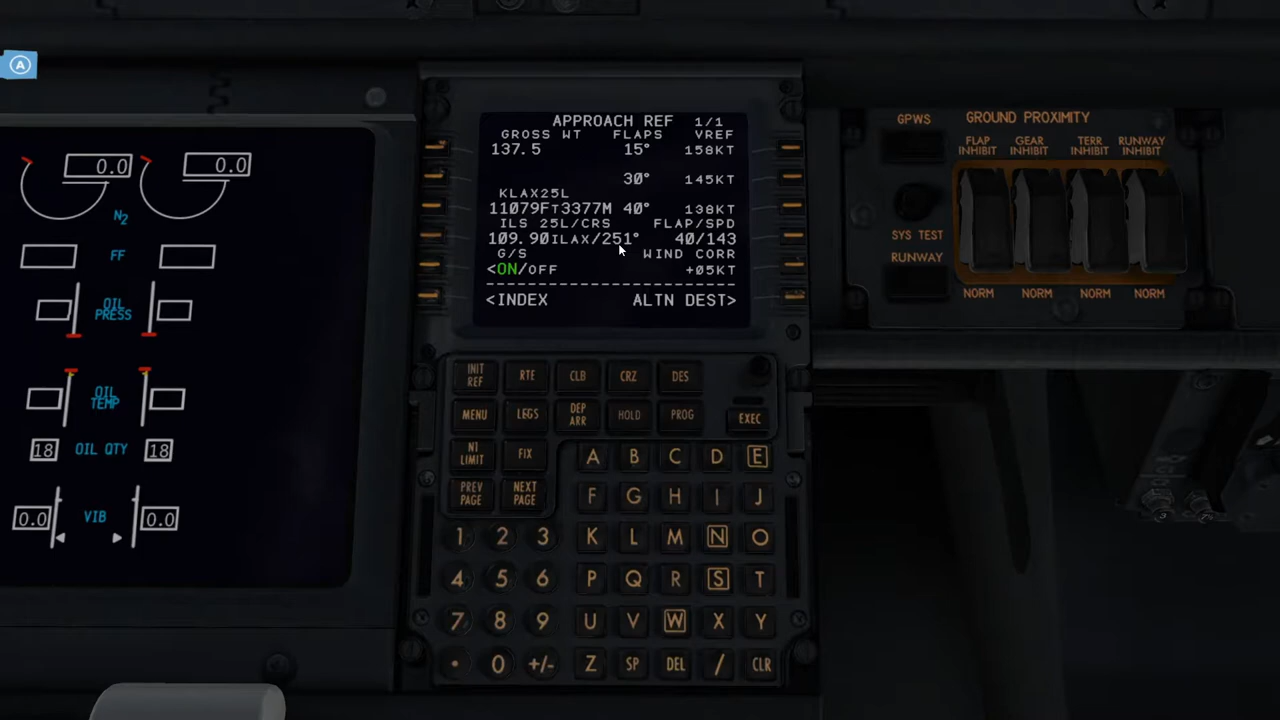 A
APPROACH REF 1/1
GROSS WT FLAPS VREF
137.5 15° 158KT
30° 145KT
KLAX25L
11079FT3377M 40° 138KT
ILS 25L/CRS FLAP/SPD
109.90ILAX/251° 40/143
G/S WIND CORR
<ON/OFF +05KT
--------------------------------
<INDEX ALTN DEST>
0.0 0.0
N2
FF
OIL PRESS
OIL TEMP
18 OIL QTY 18
VIB
0.0 0.0
INIT REF RTE CLB CRZ DES
MENU LEGS DEP ARR HOLD PROG EXEC
N1 LIMIT FIX
PREV PAGE NEXT PAGE
A B C D E
F G H I J
1 2 3 K L M N O
4 5 6 P Q R S T
7 8 9 U V W X Y
. 0 +/- Z SP DEL / CLR
GPWS GROUND PROXIMITY
FLAP INHIBIT GEAR INHIBIT TERR INHIBIT RUNWAY INHIBIT
SYS TEST
RUNWAY
NORM NORM NORM NORM